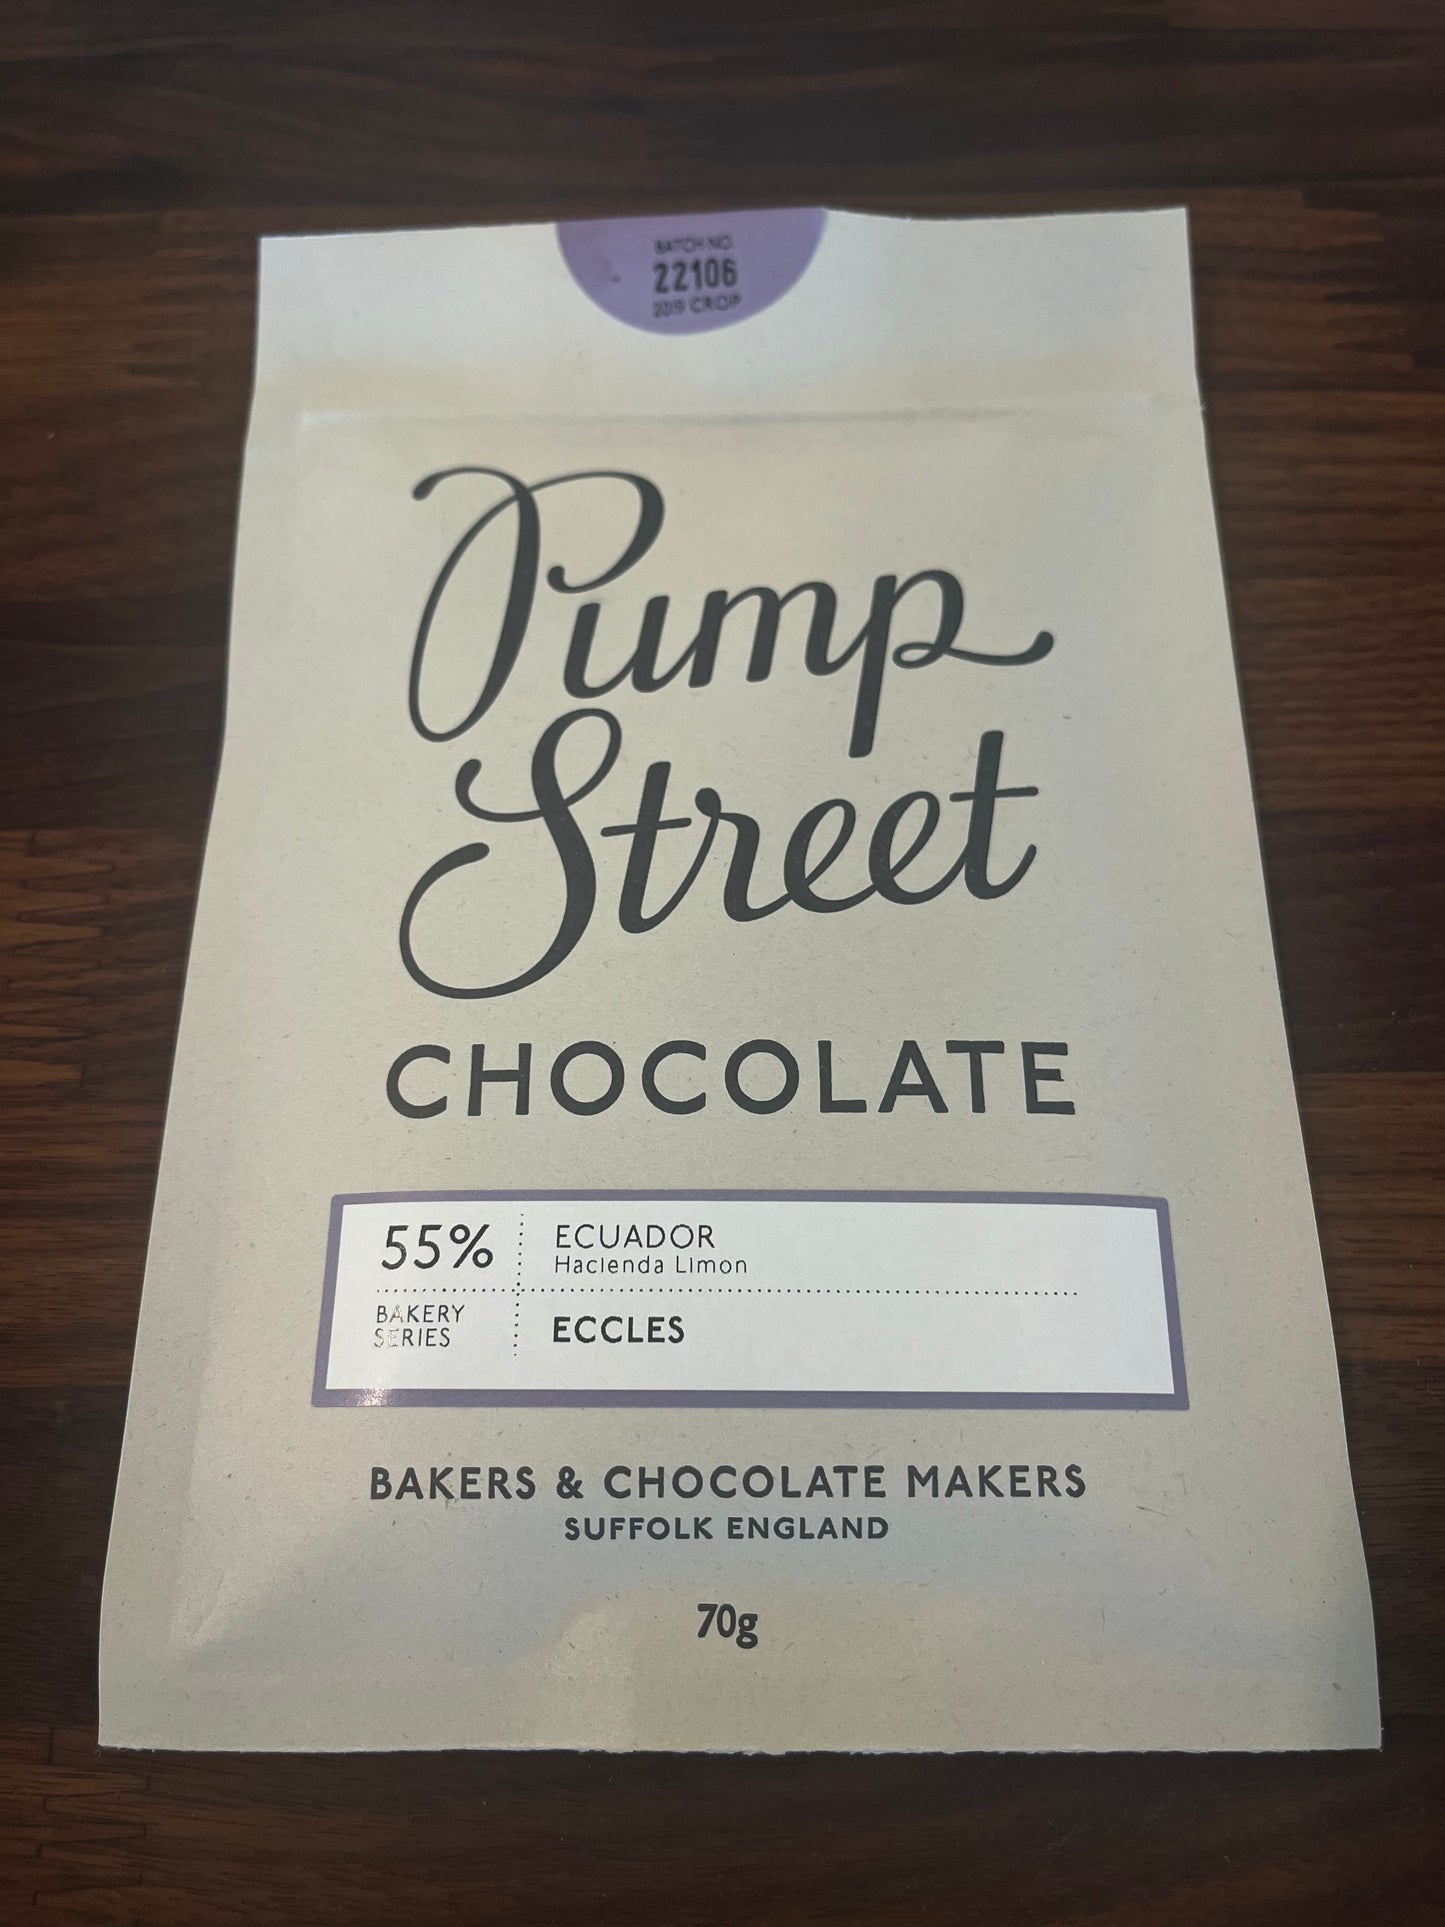 BATCH NO
22106
2019 CROP
Pump
Street
CHOCOLATE
55%
ECUADOR
Hacienda Limon
BAKERY
SERIES
ECCLES
BAKERS & CHOCOLATE MAKERS
SUFFOLK ENGLAND
70g